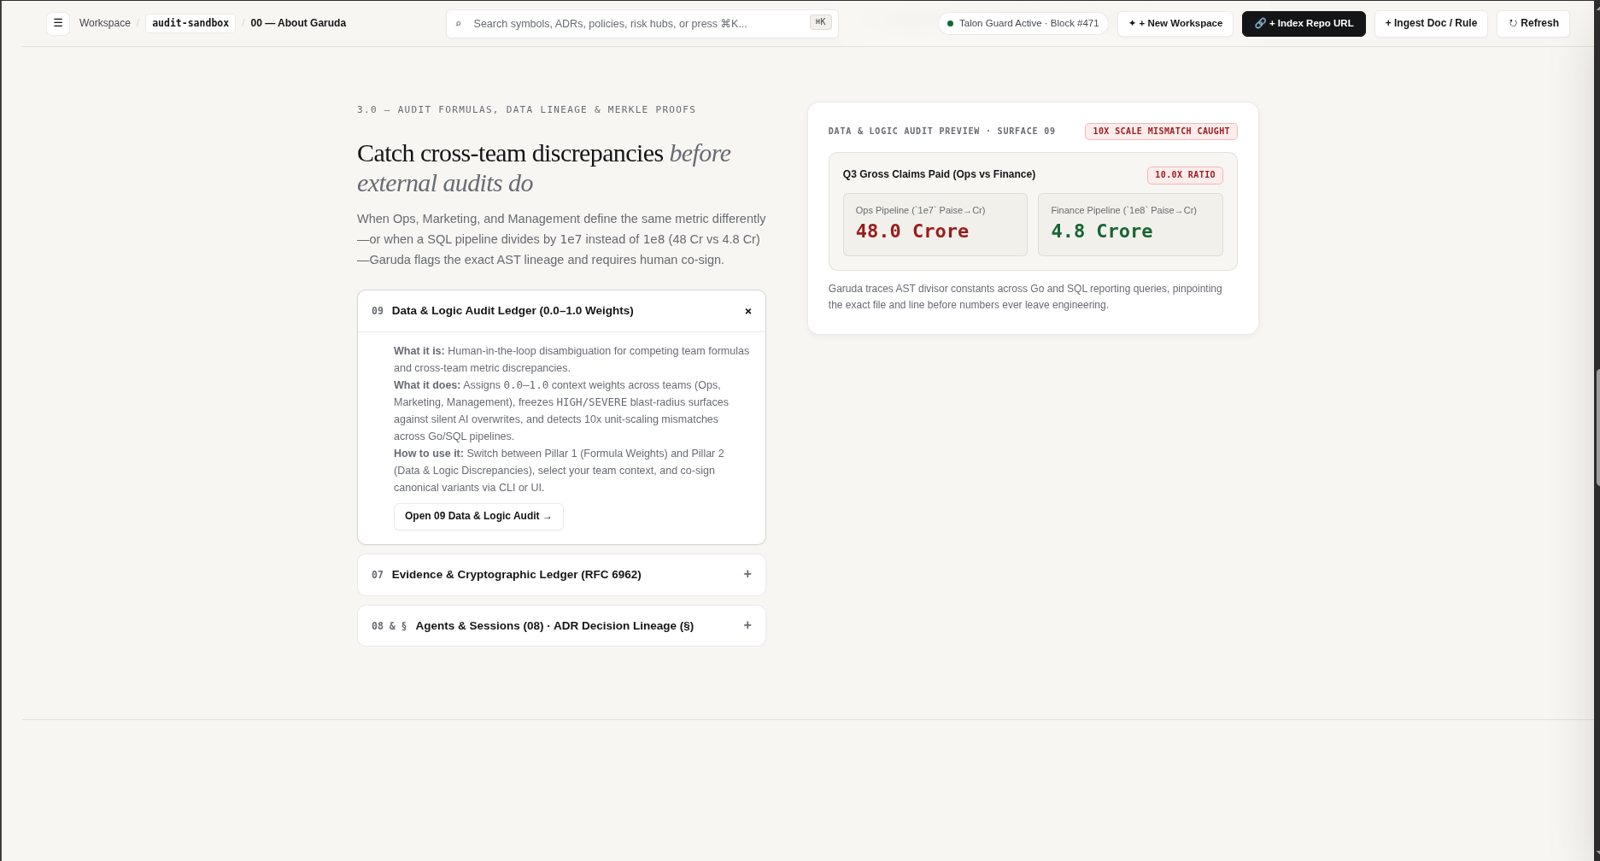 ☰ Workspace / audit-sandbox / 00 — About Garuda
Search symbols, ADRs, policies, risk hubs, or press ⌘K... ⌘K
Talon Guard Active · Block #471
✦ + New Workspace
🔗 + Index Repo URL
+ Ingest Doc / Rule
↻ Refresh
3.0 — AUDIT FORMULAS, DATA LINEAGE & MERKLE PROOFS
Catch cross-team discrepancies before
external audits do
When Ops, Marketing, and Management define the same metric differently
—or when a SQL pipeline divides by 1e7 instead of 1e8 (48 Cr vs 4.8 Cr)
—Garuda flags the exact AST lineage and requires human co-sign.
09 Data & Logic Audit Ledger (0.0–1.0 Weights) ×
What it is: Human-in-the-loop disambiguation for competing team formulas
and cross-team metric discrepancies.
What it does: Assigns 0.0–1.0 context weights across teams (Ops,
Marketing, Management), freezes HIGH/SEVERE blast-radius surfaces
against silent AI overwrites, and detects 10x unit-scaling mismatches
across Go/SQL pipelines.
How to use it: Switch between Pillar 1 (Formula Weights) and Pillar 2
(Data & Logic Discrepancies), select your team context, and co-sign
canonical variants via CLI or UI.
Open 09 Data & Logic Audit →
07 Evidence & Cryptographic Ledger (RFC 6962) +
08 & § Agents & Sessions (08) · ADR Decision Lineage (§) +
DATA & LOGIC AUDIT PREVIEW · SURFACE 09
10X SCALE MISMATCH CAUGHT
Q3 Gross Claims Paid (Ops vs Finance)
10.0X RATIO
Ops Pipeline (`1e7` Paise→Cr)
48.0 Crore
Finance Pipeline (`1e8` Paise→Cr)
4.8 Crore
Garuda traces AST divisor constants across Go and SQL reporting queries, pinpointing
the exact file and line before numbers ever leave engineering.